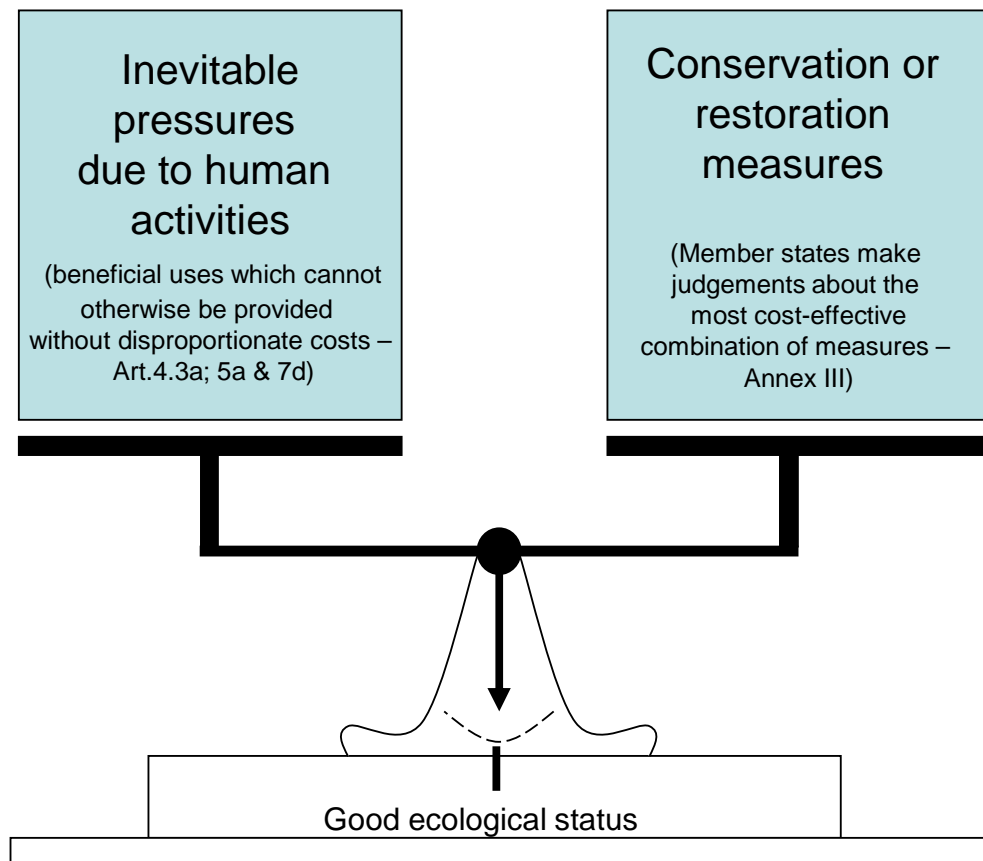 Inevitable
pressures
due to human
activities
(beneficial uses which cannot
otherwise be provided
without disproportionate costs –
Art.4.3a; 5a & 7d)
Conservation or
restoration
measures
(Member states make
judgements about the
most cost-effective
combination of measures –
Annex III)
Good ecological status